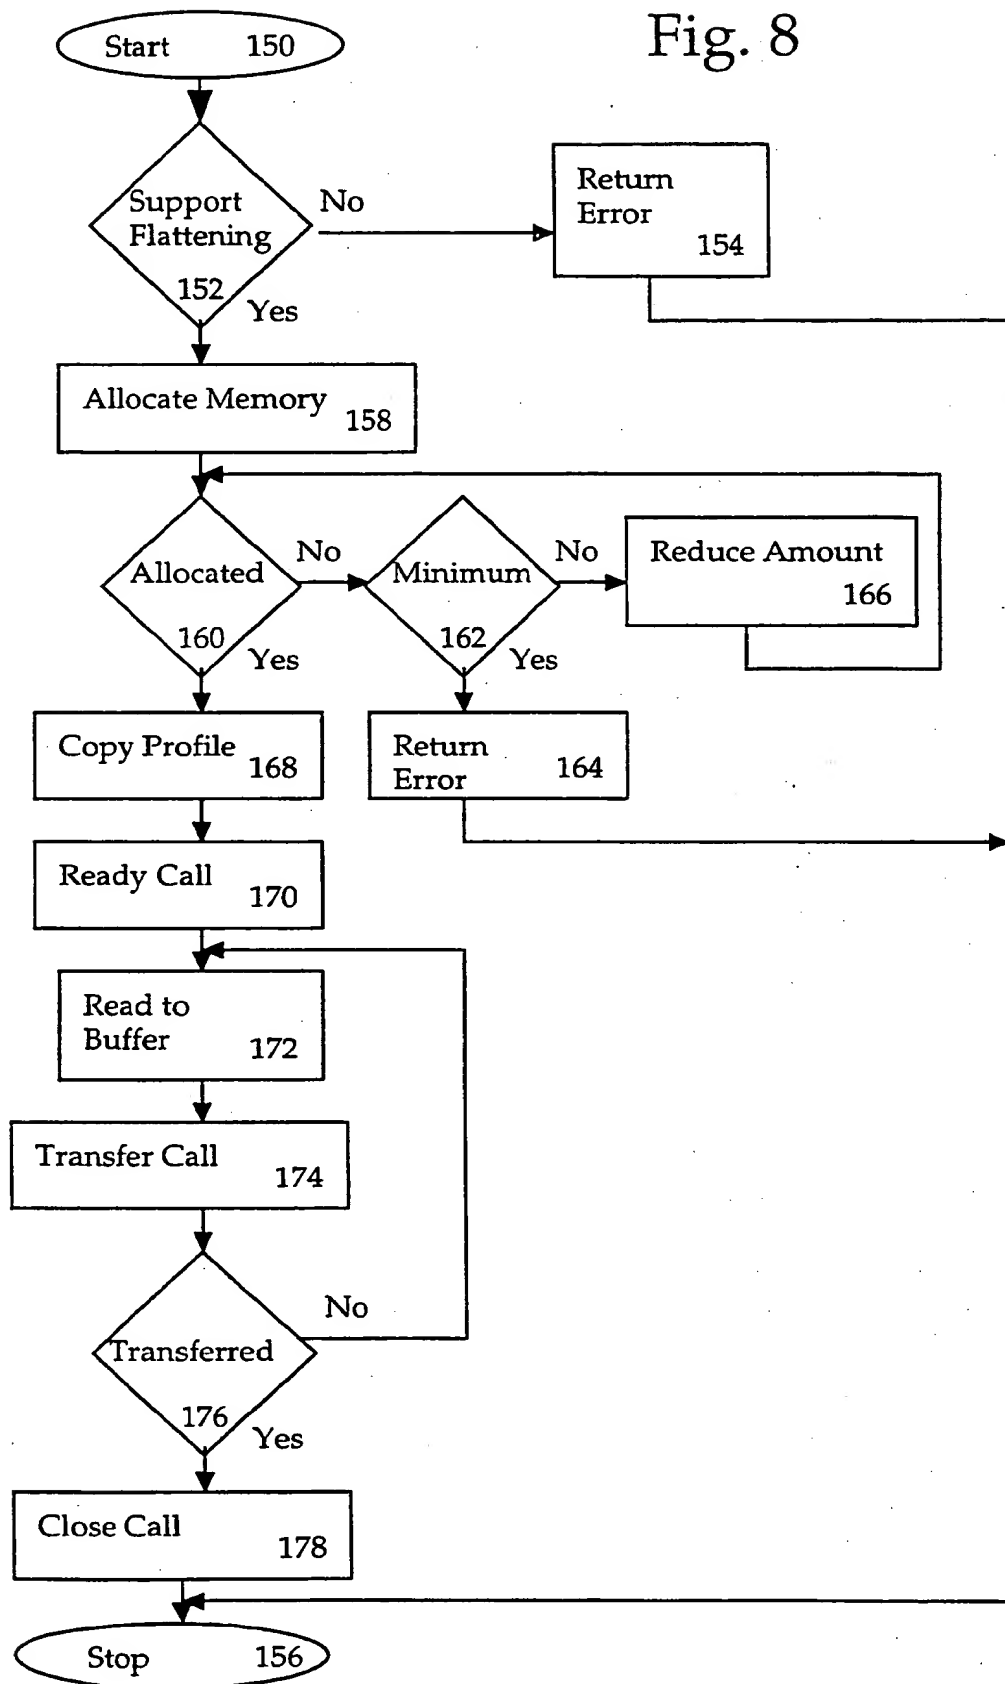 Fig. 8
Start 150
Support
Flattening
152
No
Yes
Return
Error
154
Allocate Memory
158
Allocated
160
No
Yes
Minimum
162
No
Yes
Reduce Amount
166
Copy Profile
168
Return
Error
164
Ready Call
170
Read to
Buffer
172
Transfer Call
174
Transferred
176
No
Yes
Close Call
178
Stop 156